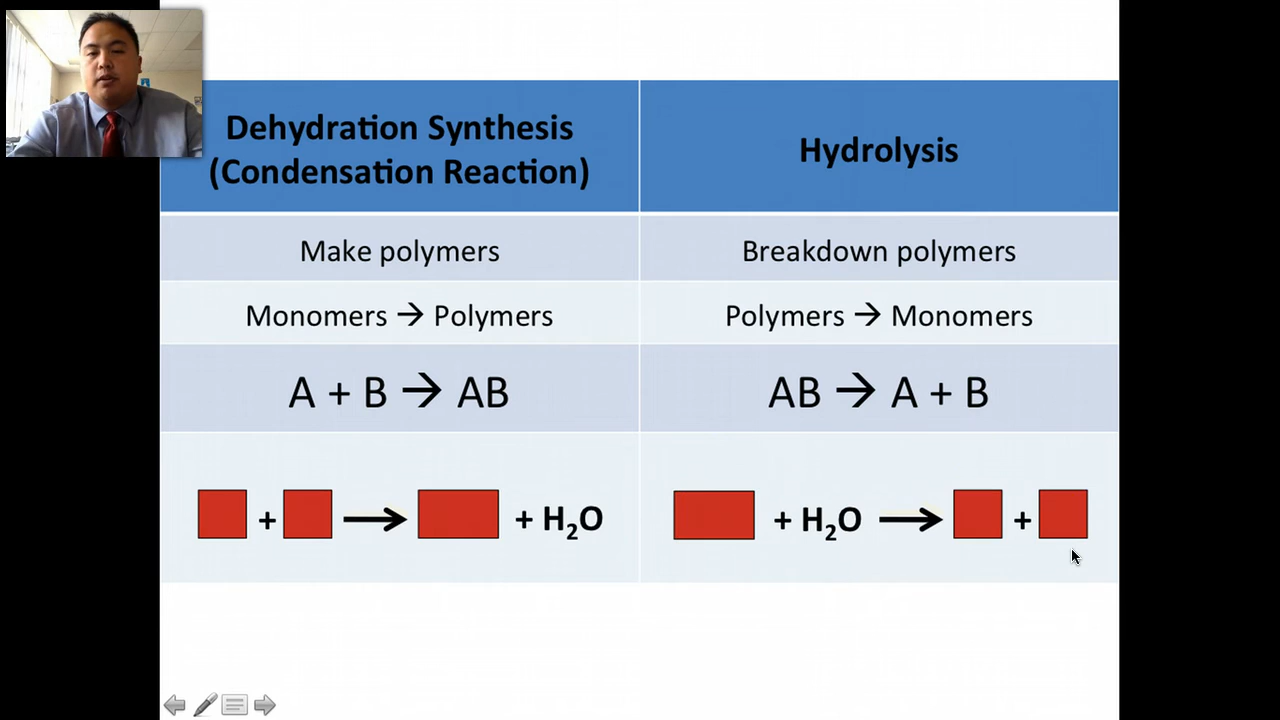 Dehydration Synthesis
(Condensation Reaction)
Hydrolysis
Make polymers
Breakdown polymers
Monomers → Polymers
Polymers → Monomers
A + B → AB
AB → A + B
+ → + H₂O
+ H₂O → +